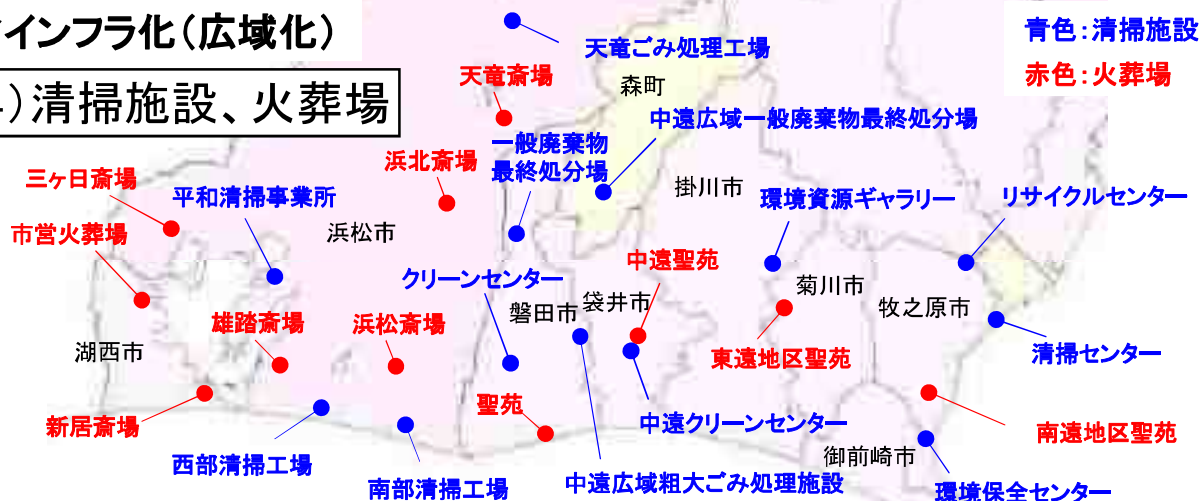 インフラ化（広域化）
）清掃施設、火葬場
青色：清掃施設
赤色：火葬場
天竜ごみ処理工場
天竜斎場
森町
中遠広域一般廃棄物最終処分場
一般廃棄物
最終処分場
浜北斎場
三ヶ日斎場
平和清掃事業所
掛川市
環境資源ギャラリー
リサイクルセンター
市営火葬場
浜松市
クリーンセンター
中遠聖苑
菊川市
牧之原市
磐田市
袋井市
雄踏斎場
浜松斎場
湖西市
東遠地区聖苑
清掃センター
新居斎場
聖苑
中遠クリーンセンター
南遠地区聖苑
西部清掃工場
御前崎市
南部清掃工場
中遠広域粗大ごみ処理施設
環境保全センター